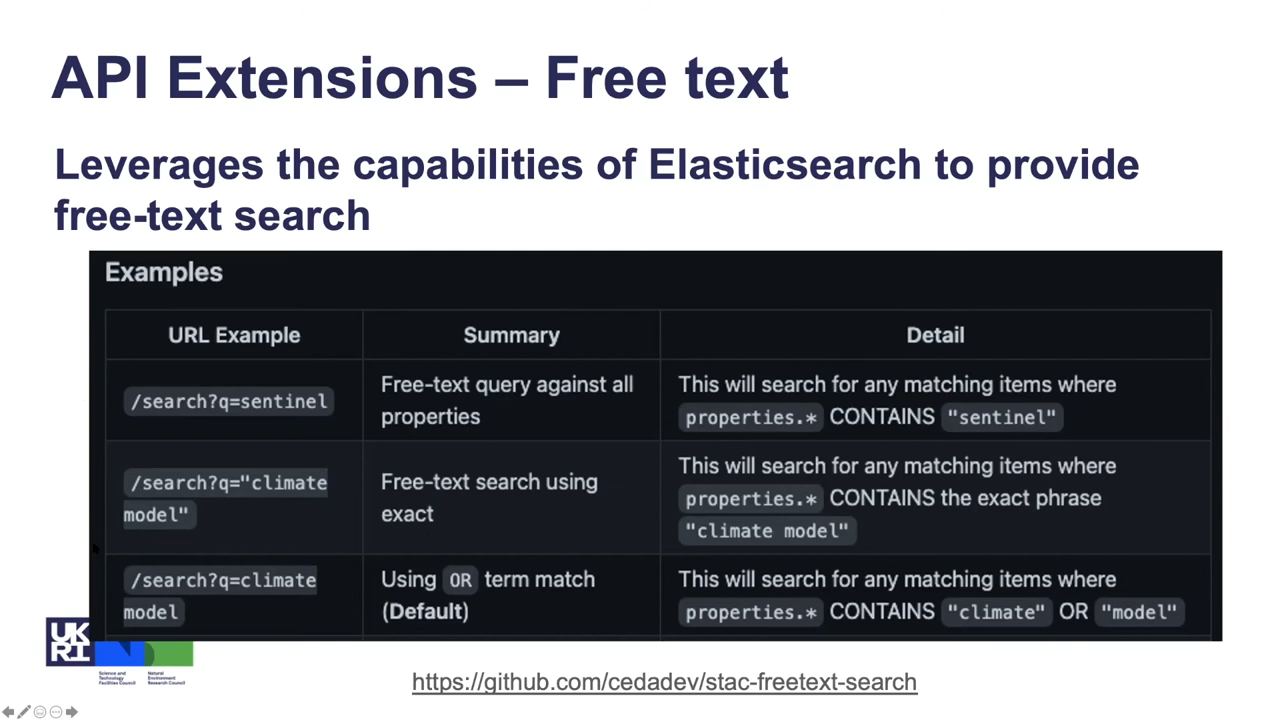 API Extensions – Free text
Leverages the capabilities of Elasticsearch to provide
free-text search
Examples
URL Example
Summary
Detail
/search?q=sentinel
Free-text query against all
properties
This will search for any matching items where
properties.* CONTAINS "sentinel"
/search?q="climate
model"
Free-text search using
exact
This will search for any matching items where
properties.* CONTAINS the exact phrase
"climate model"
/search?q=climate
model
Using OR term match
(Default)
This will search for any matching items where
properties.* CONTAINS "climate" OR "model"
UK
RI
Science and
Technology
Facilities Council
Natural
Environment
Research Council
https://github.com/cedadev/stac-freetext-search